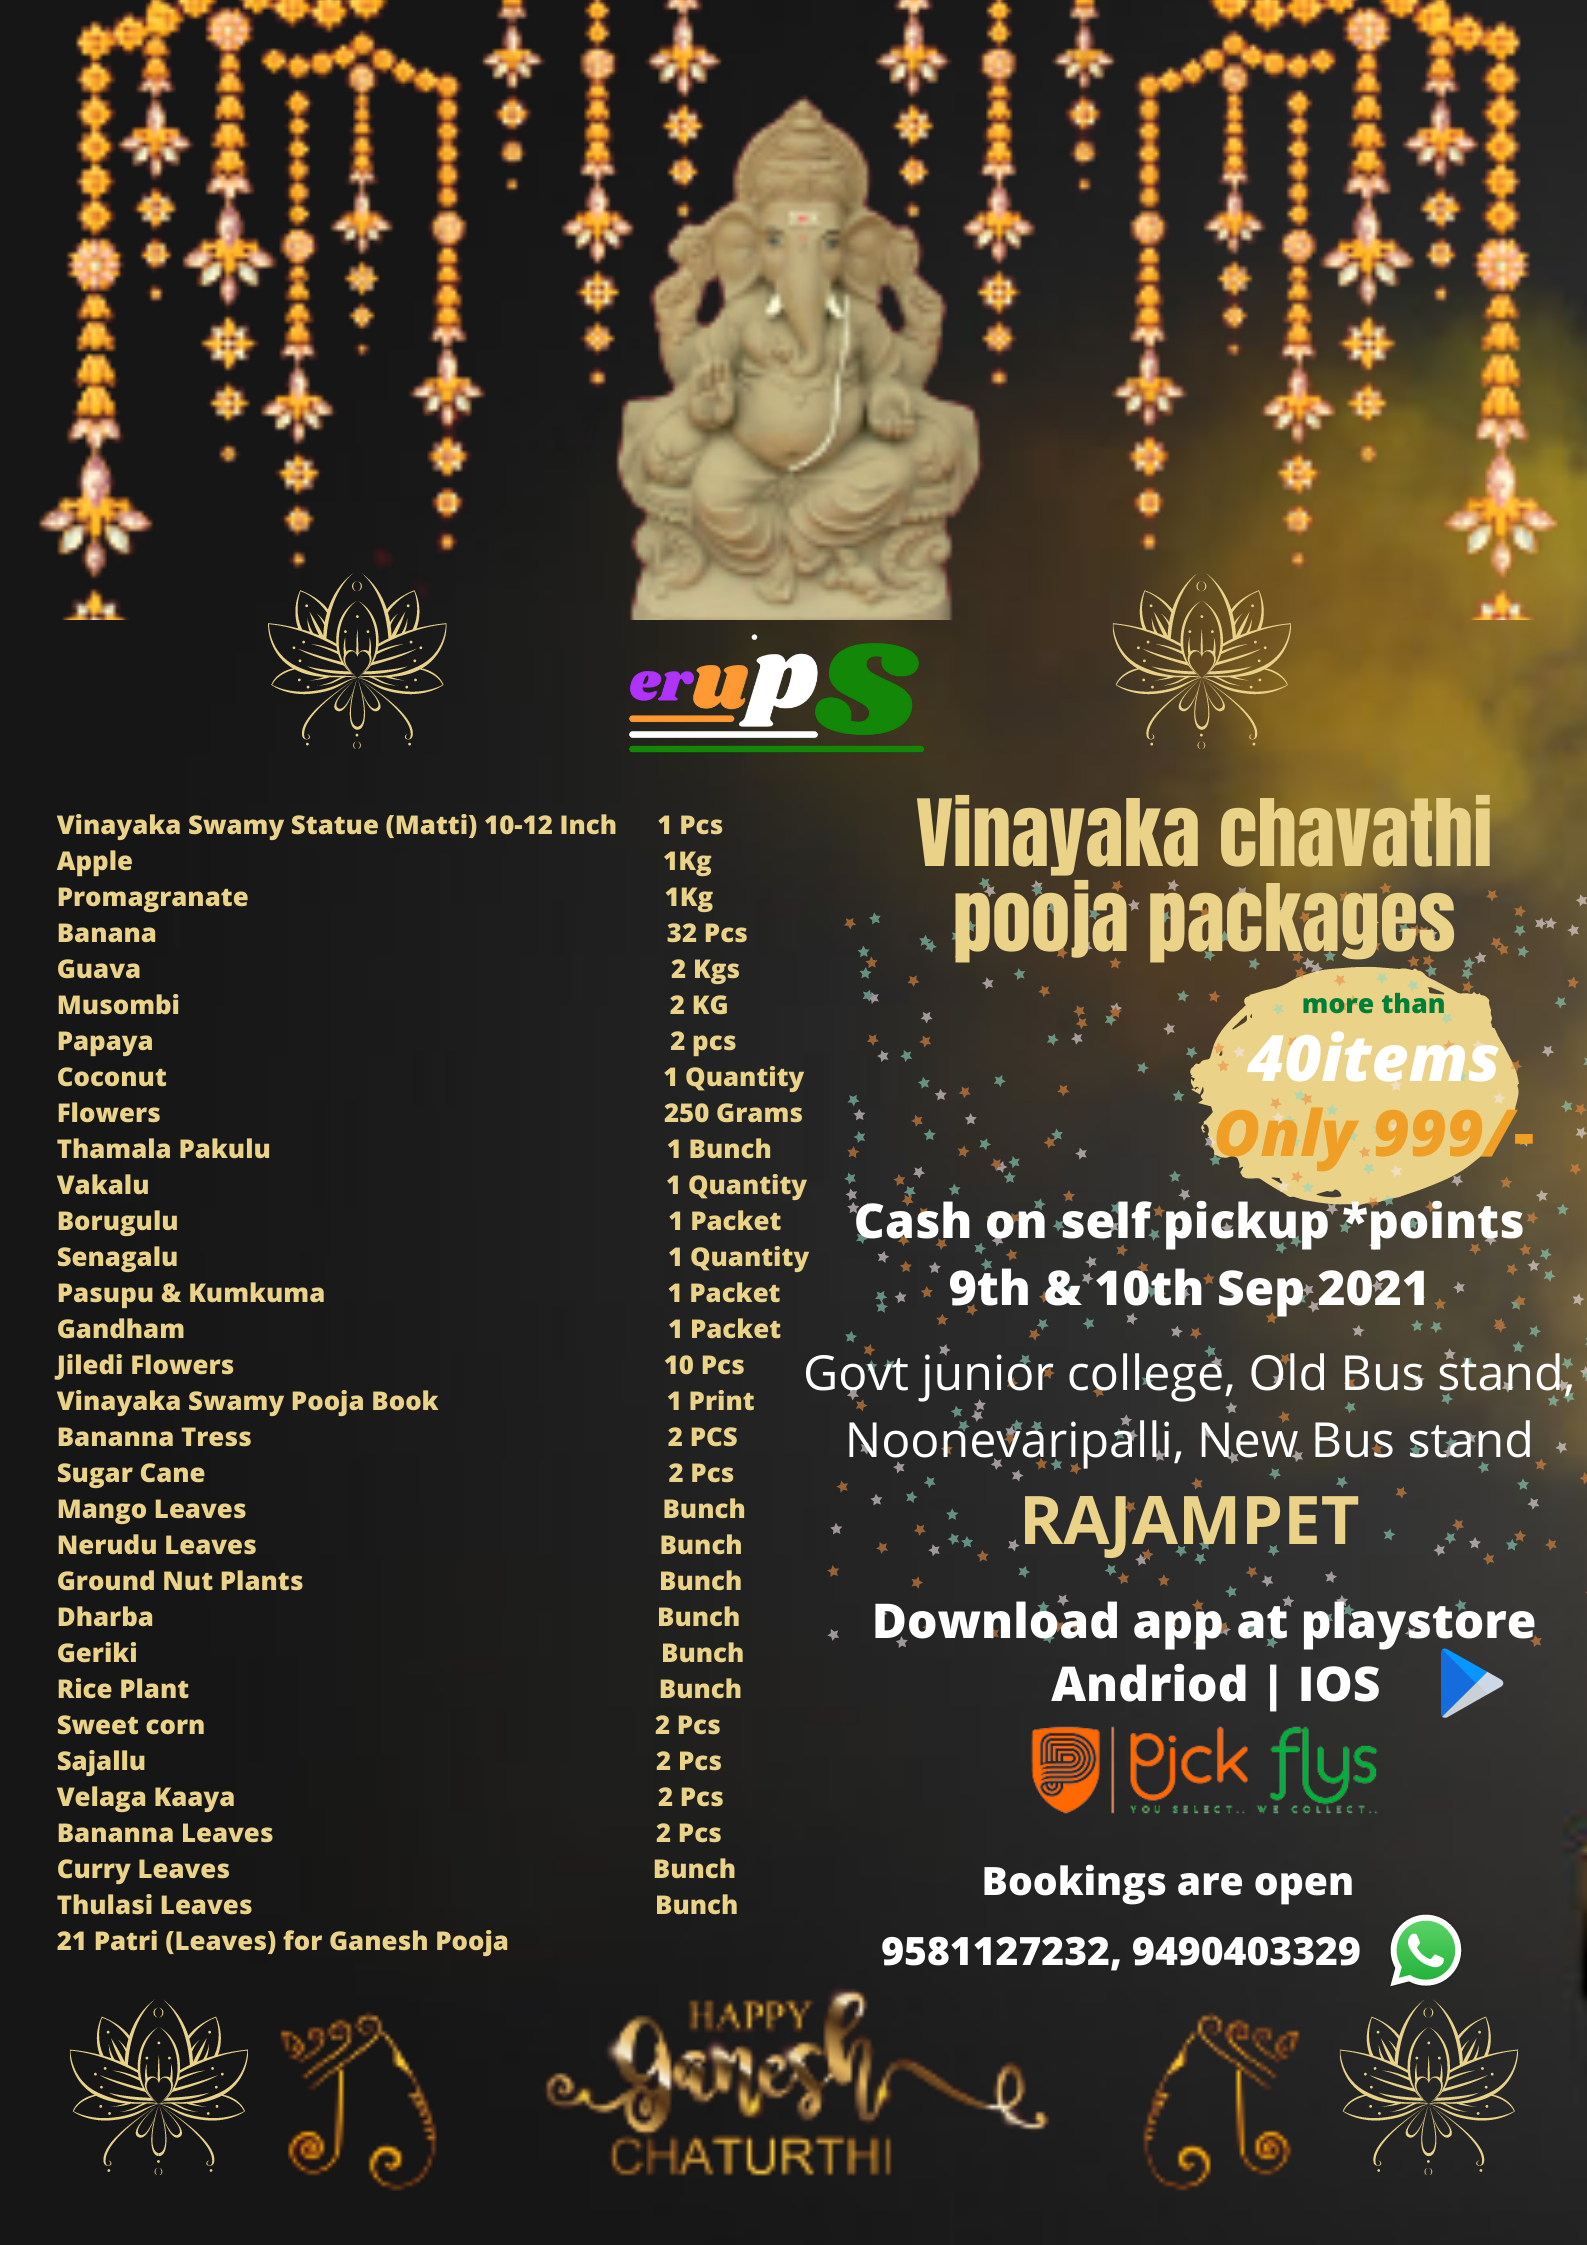 erupS
Vinayaka Swamy Statue (Matti) 10-12 Inch 1 Pcs
Apple 1Kg
Promagranate 1Kg
Banana 32 Pcs
Guava 2 Kgs
Musombi 2 KG
Papaya 2 pcs
Coconut 1 Quantity
Flowers 250 Grams
Thamala Pakulu 1 Bunch
Vakalu 1 Quantity
Borugulu 1 Packet
Senagalu 1 Quantity
Pasupu & Kumkuma 1 Packet
Gandham 1 Packet
Jiledi Flowers 10 Pcs
Vinayaka Swamy Pooja Book 1 Print
Bananna Tress 2 PCS
Sugar Cane 2 Pcs
Mango Leaves Bunch
Nerudu Leaves Bunch
Ground Nut Plants Bunch
Dharba Bunch
Geriki Bunch
Rice Plant Bunch
Sweet corn 2 Pcs
Sajallu 2 Pcs
Velaga Kaaya 2 Pcs
Bananna Leaves 2 Pcs
Curry Leaves Bunch
Thulasi Leaves Bunch
21 Patri (Leaves) for Ganesh Pooja
Vinayaka chavathi
pooja packages
more than
40items
Only 999/-
Cash on self pickup *points
9th & 10th Sep 2021
Govt junior college, Old Bus stand,
Noonevaripalli, New Bus stand
RAJAMPET
Download app at playstore
Andriod | IOS
Pick flys
YOU SELECT.. WE COLLECT..
Bookings are open
9581127232, 9490403329
HAPPY
Ganesh
CHATURTHI